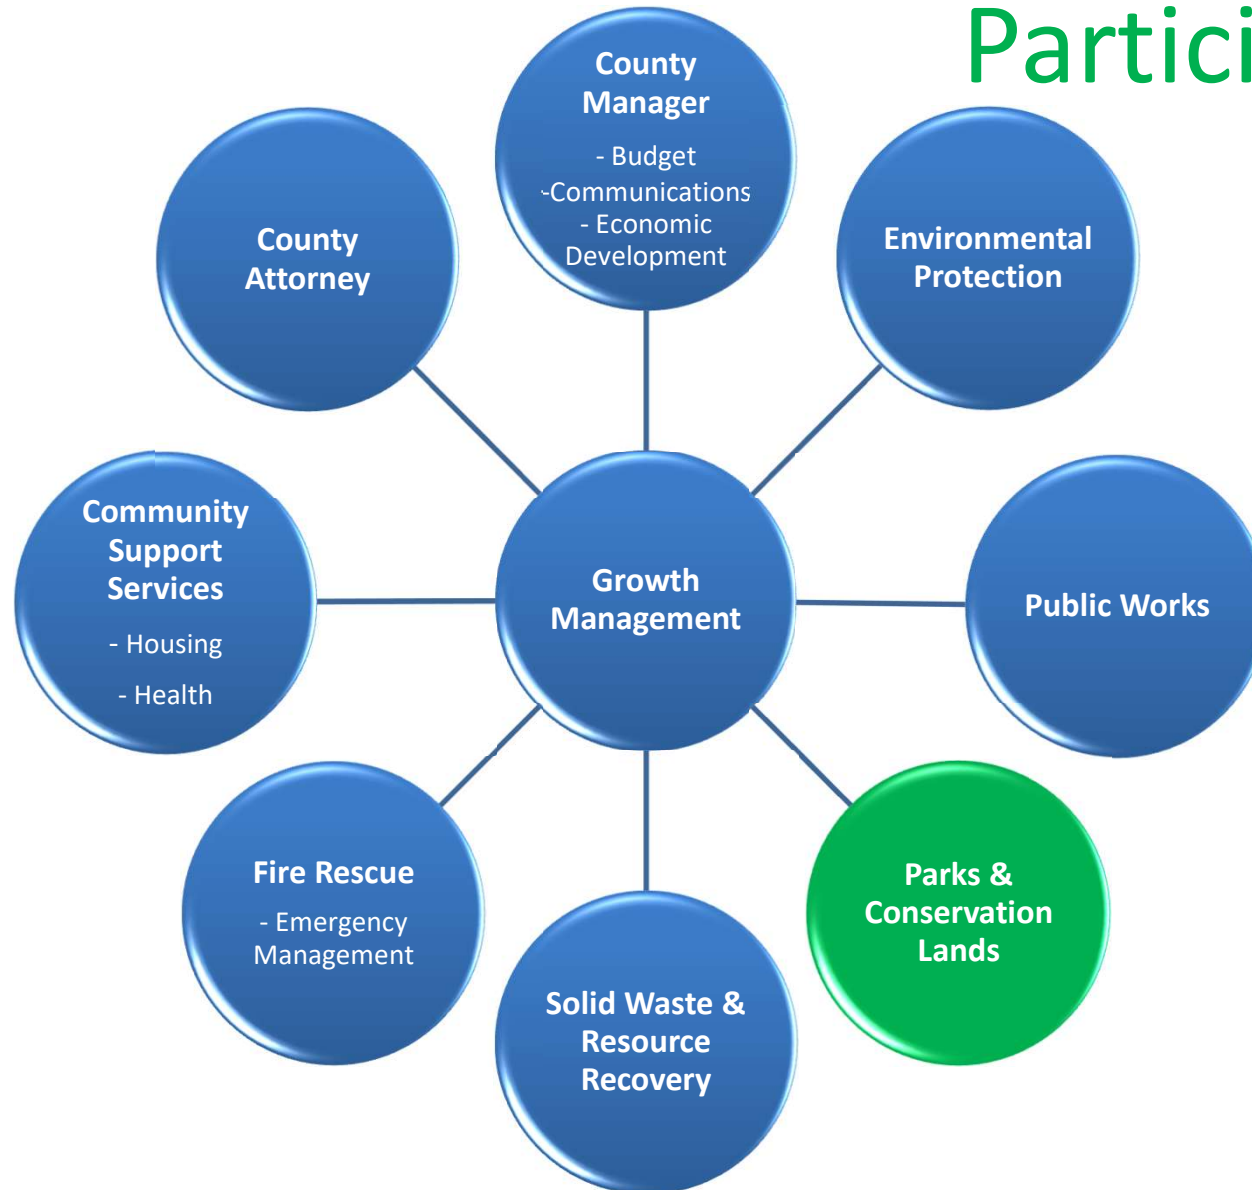 Partici
County
Manager
- Budget
-Communications
- Economic
Development
County
Attorney
Environmental
Protection
Community
Support
Services
- Housing
- Health
Growth
Management
Public Works
Fire Rescue
- Emergency
Management
Parks &
Conservation
Lands
Solid Waste &
Resource
Recovery